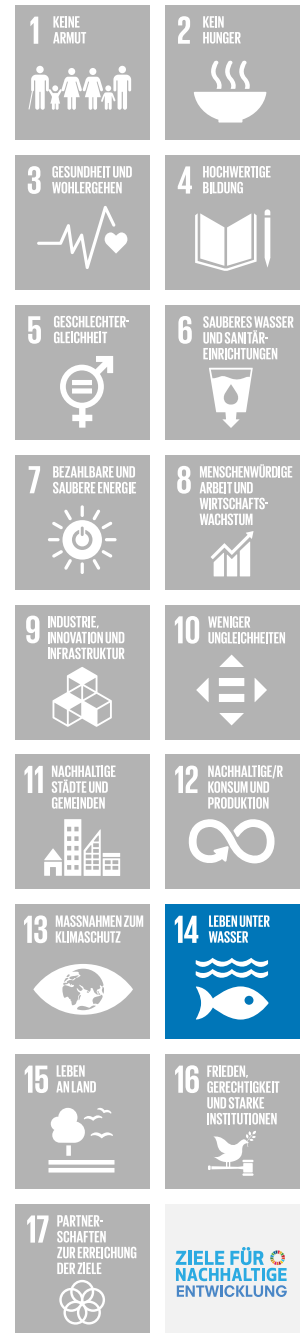 1 KEINE
ARMUT
2 KEIN
HUNGER
3 GESUNDHEIT UND
WOHLERGEHEN
4 HOCHWERTIGE
BILDUNG
5 GESCHLECHTER-
GLEICHHEIT
6 SAUBERES WASSER
UND SANITÄR-
EINRICHTUNGEN
7 BEZAHLBARE UND
SAUBERE ENERGIE
8 MENSCHENWÜRDIGE
ARBEIT UND
WIRTSCHAFTS-
WACHSTUM
9 INDUSTRIE,
INNOVATION UND
INFRASTRUKTUR
10 WENIGER
UNGLEICHHEITEN
11 NACHHALTIGE
STÄDTE UND
GEMEINDEN
12 NACHHALTIGE/R
KONSUM UND
PRODUKTION
13 MASSNAHMEN ZUM
KLIMASCHUTZ
14 LEBEN UNTER
WASSER
15 LEBEN
AN LAND
16 FRIEDEN,
GERECHTIGKEIT
UND STARKE
INSTITUTIONEN
17 PARTNER-
SCHAFTEN
ZUR ERREICHUNG
DER ZIELE
ZIELE FÜR
NACHHALTIGE
ENTWICKLUNG